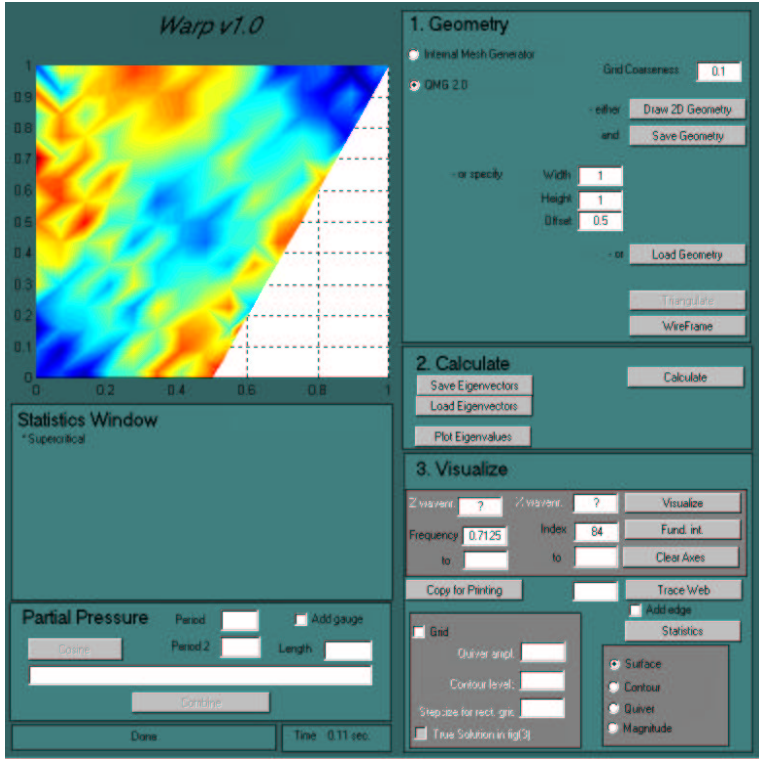 Warp v1.0
1
0.9
0.8
0.7
0.6
0.5
0.4
0.3
0.2
0.1
0
0 0.2 0.4 0.6 0.8 1
Statistics Window
* Supercritical
Partial Pressure
Period
Add gauge
Cosine
Period 2
Length
Done
Time 0.11 sec.
1. Geometry
Internal Mesh Generator
Grid Coarseness 0.1
QMG 2.0
- either Draw 2D Geometry
and Save Geometry
- or specify Width 1
Height 1
Offset 0.5
- or Load Geometry
Triangulate
WireFrame
2. Calculate
Save Eigenvectors Calculate
Load Eigenvectors
Plot Eigenvalues
3. Visualize
Z wavenr. ? X wavenr. ? Visualize
Frequency 0.7125 Index 84 Fund. int.
to to Clear Axes
Copy for Printing Trace Web
Add edge
Grid Statistics
Quiver ampl.
Contour level:
Stepsize for rect. grid
True Solution in fig(3)
Surface
Contour
Quiver
Magnitude